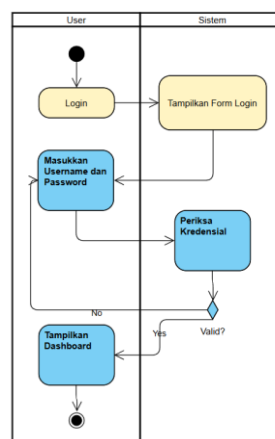 User
Sistem
Login
Tampilkan Form Login
Masukkan
Username dan
Password
Periksa
Kredensial
No
Yes
Valid?
Tampilkan
Dashboard